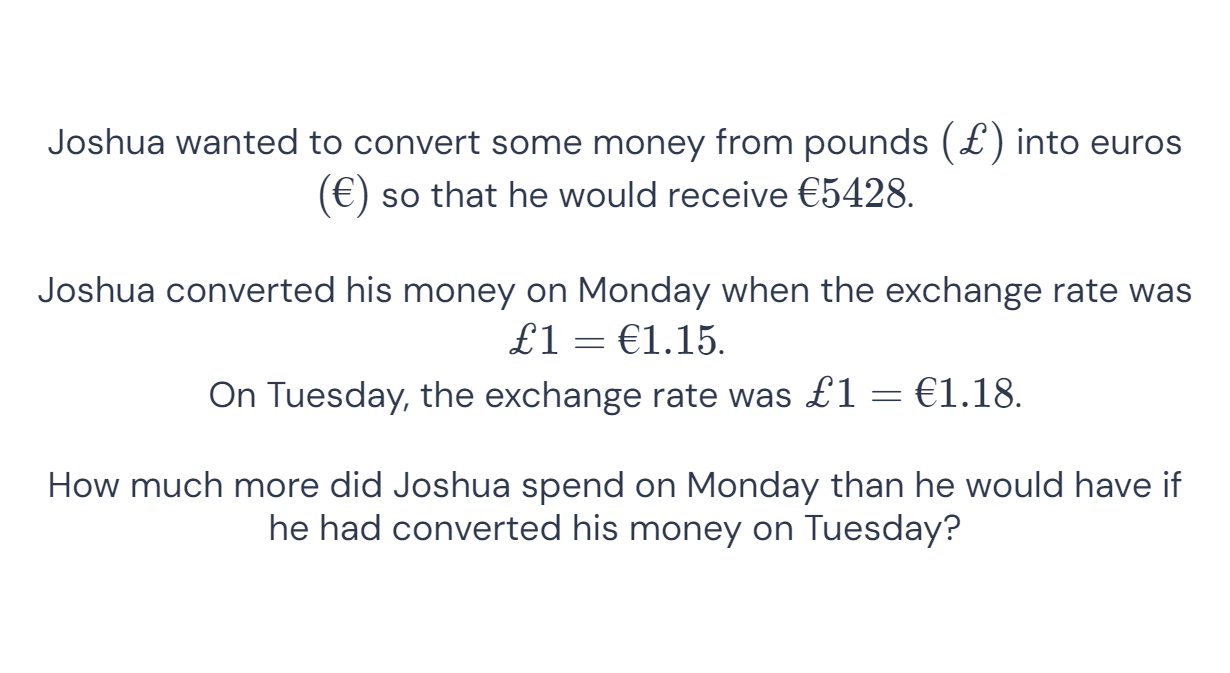 Joshua wanted to convert some money from pounds (£) into euros
(€) so that he would receive €5428.
Joshua converted his money on Monday when the exchange rate was
£1 = €1.15.
On Tuesday, the exchange rate was £1 = €1.18.
How much more did Joshua spend on Monday than he would have if
he had converted his money on Tuesday?